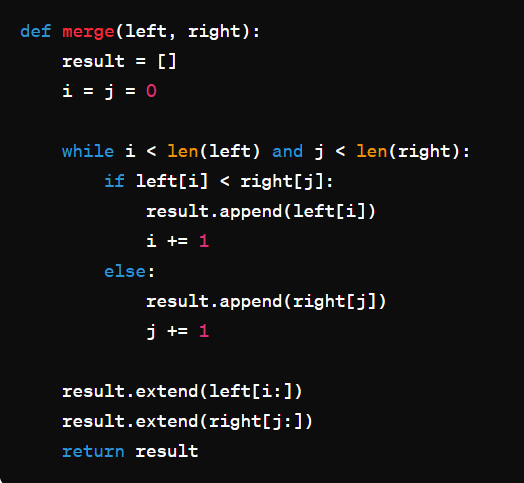 def merge(left, right):
    result = []
    i = j = 0

    while i < len(left) and j < len(right):
        if left[i] < right[j]:
            result.append(left[i])
            i += 1
        else:
            result.append(right[j])
            j += 1

    result.extend(left[i:])
    result.extend(right[j:])
    return result